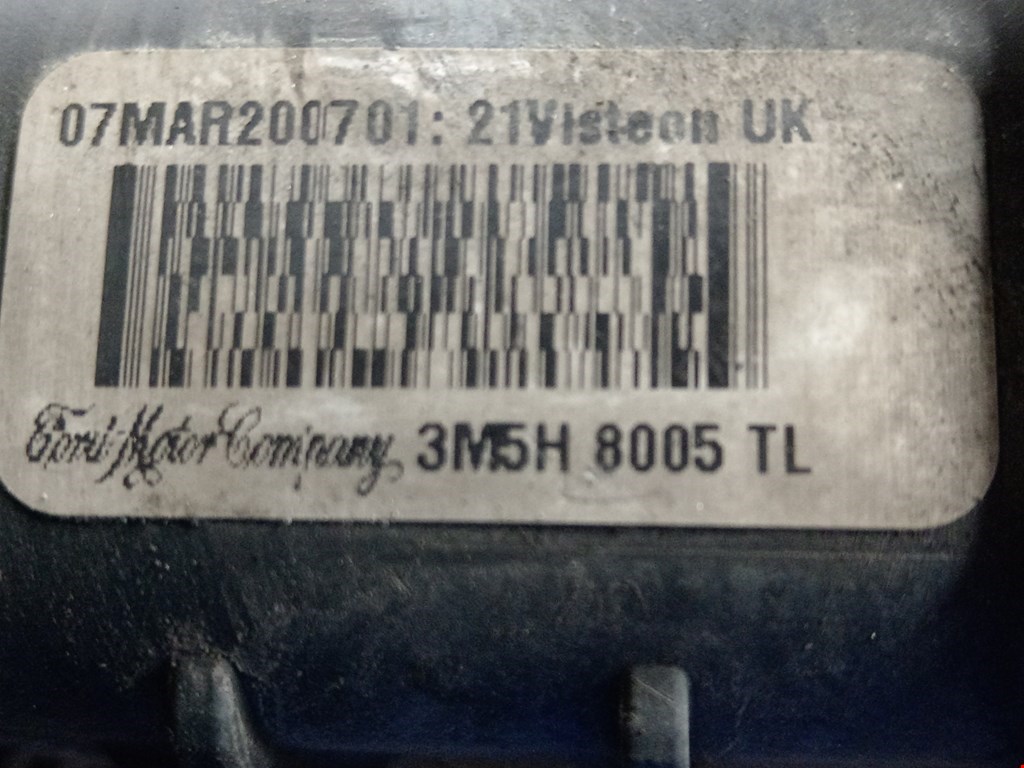 07MAR200701: 21Visteon UK
Ford Motor Company 3M5H 8005 TL